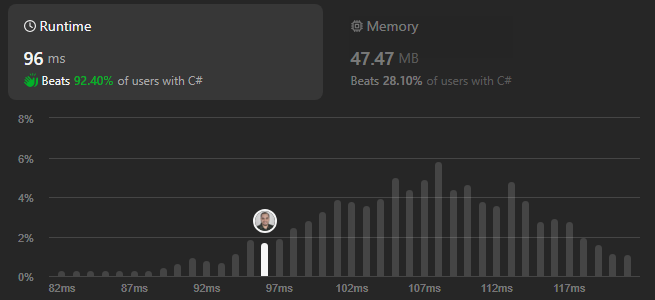 Runtime
96 ms
Beats 92.40% of users with C#
Memory
47.47 MB
Beats 28.10% of users with C#
8%
6%
4%
2%
0%
82ms 87ms 92ms 97ms 102ms 107ms 112ms 117ms